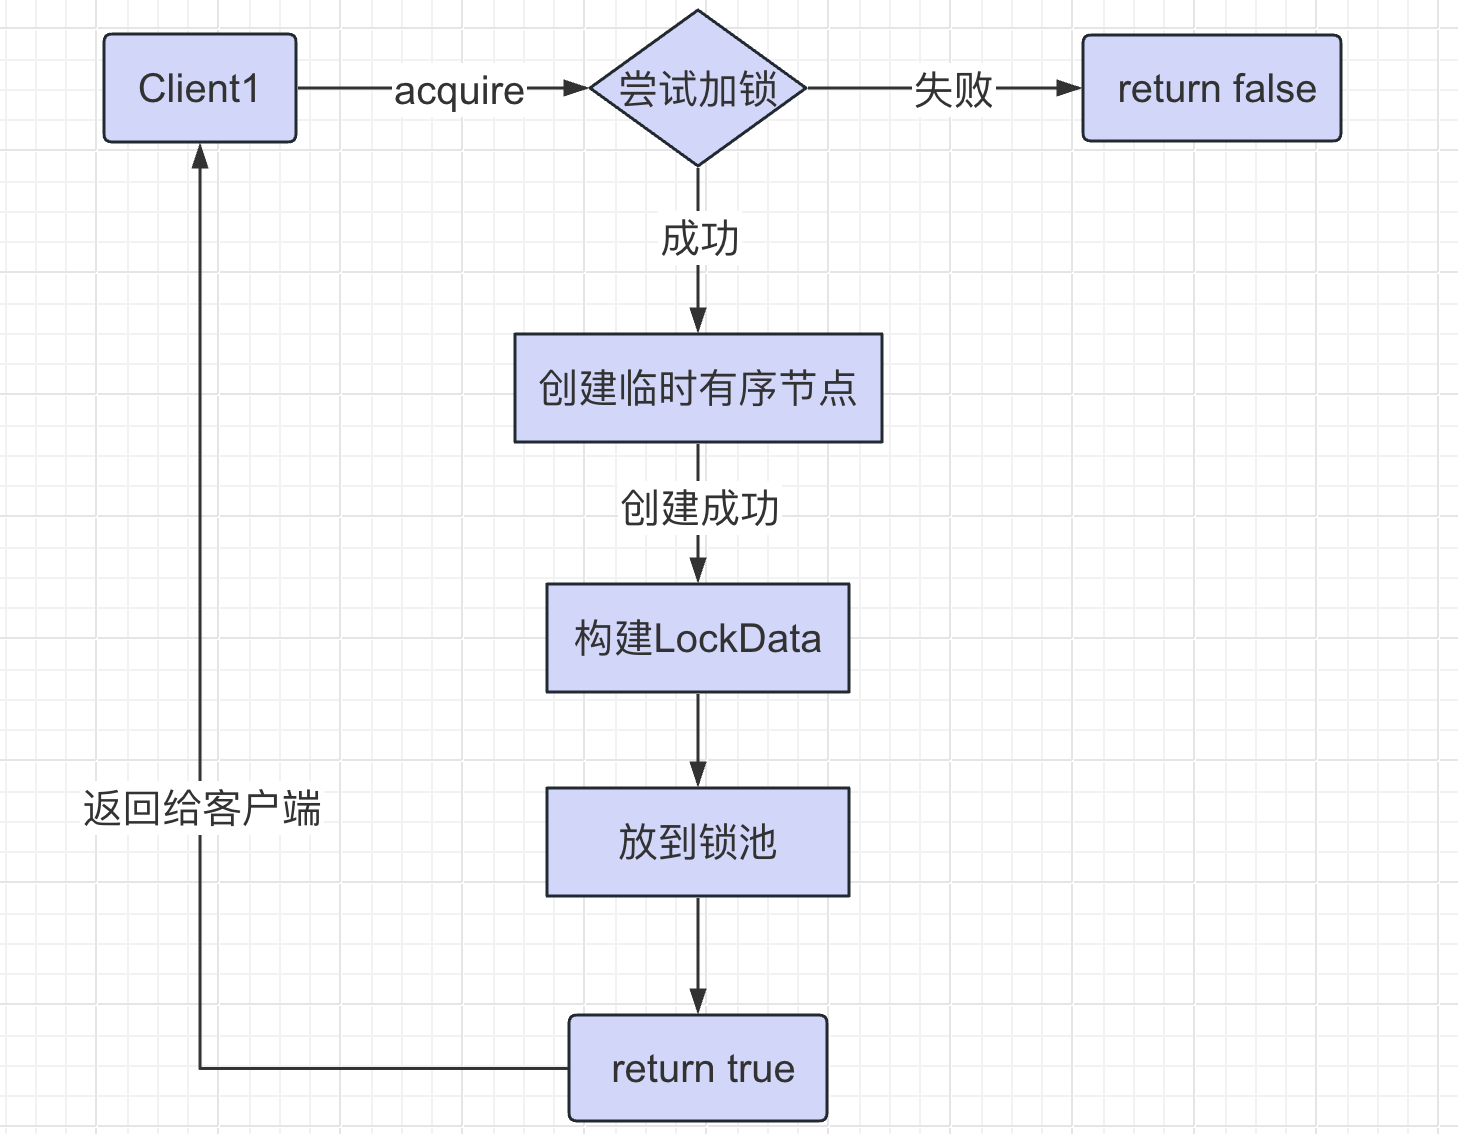 Client1
acquire
尝试加锁
失败
return false
成功
创建临时有序节点
创建成功
构建LockData
返回给客户端
放到锁池
return true